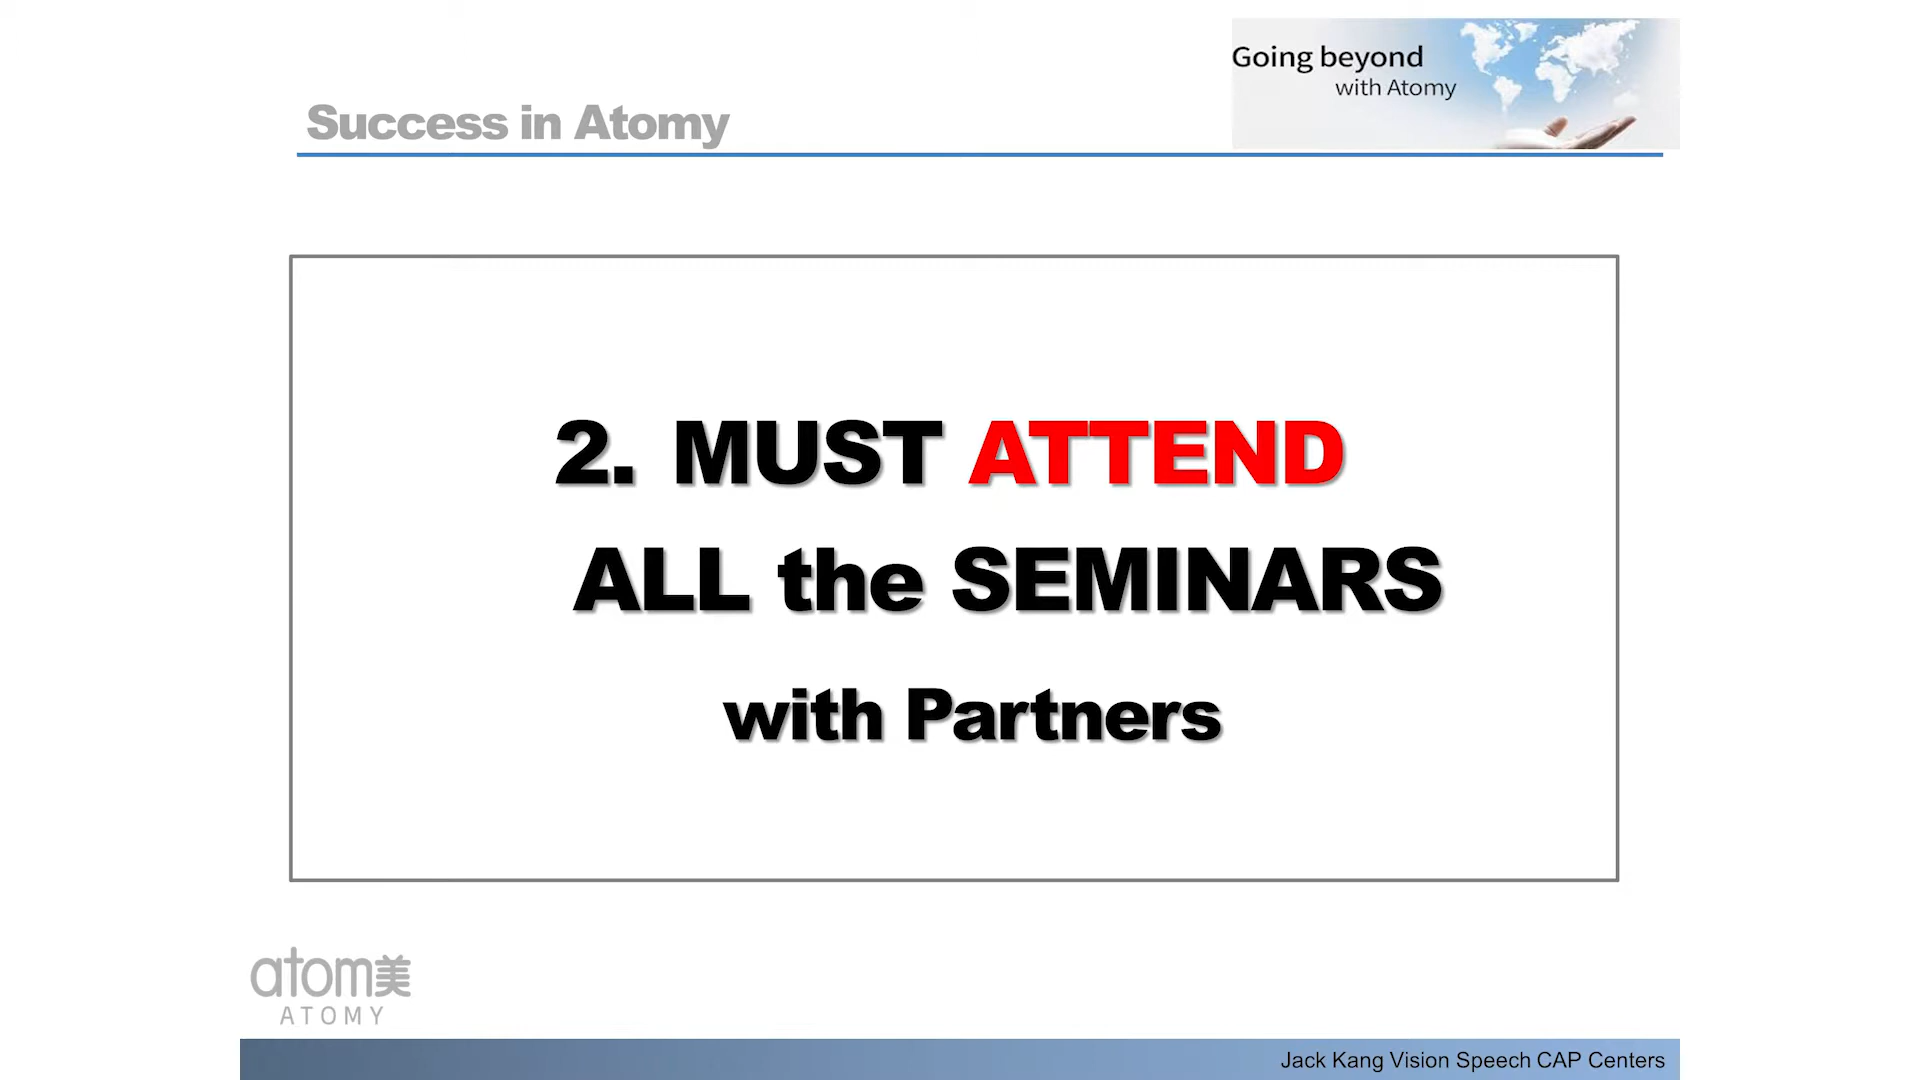 Going beyond
with Atomy
Success in Atomy
2. MUST ATTEND
ALL the SEMINARS
with Partners
atom美
ATOMY
Jack Kang Vision Speech CAP Centers